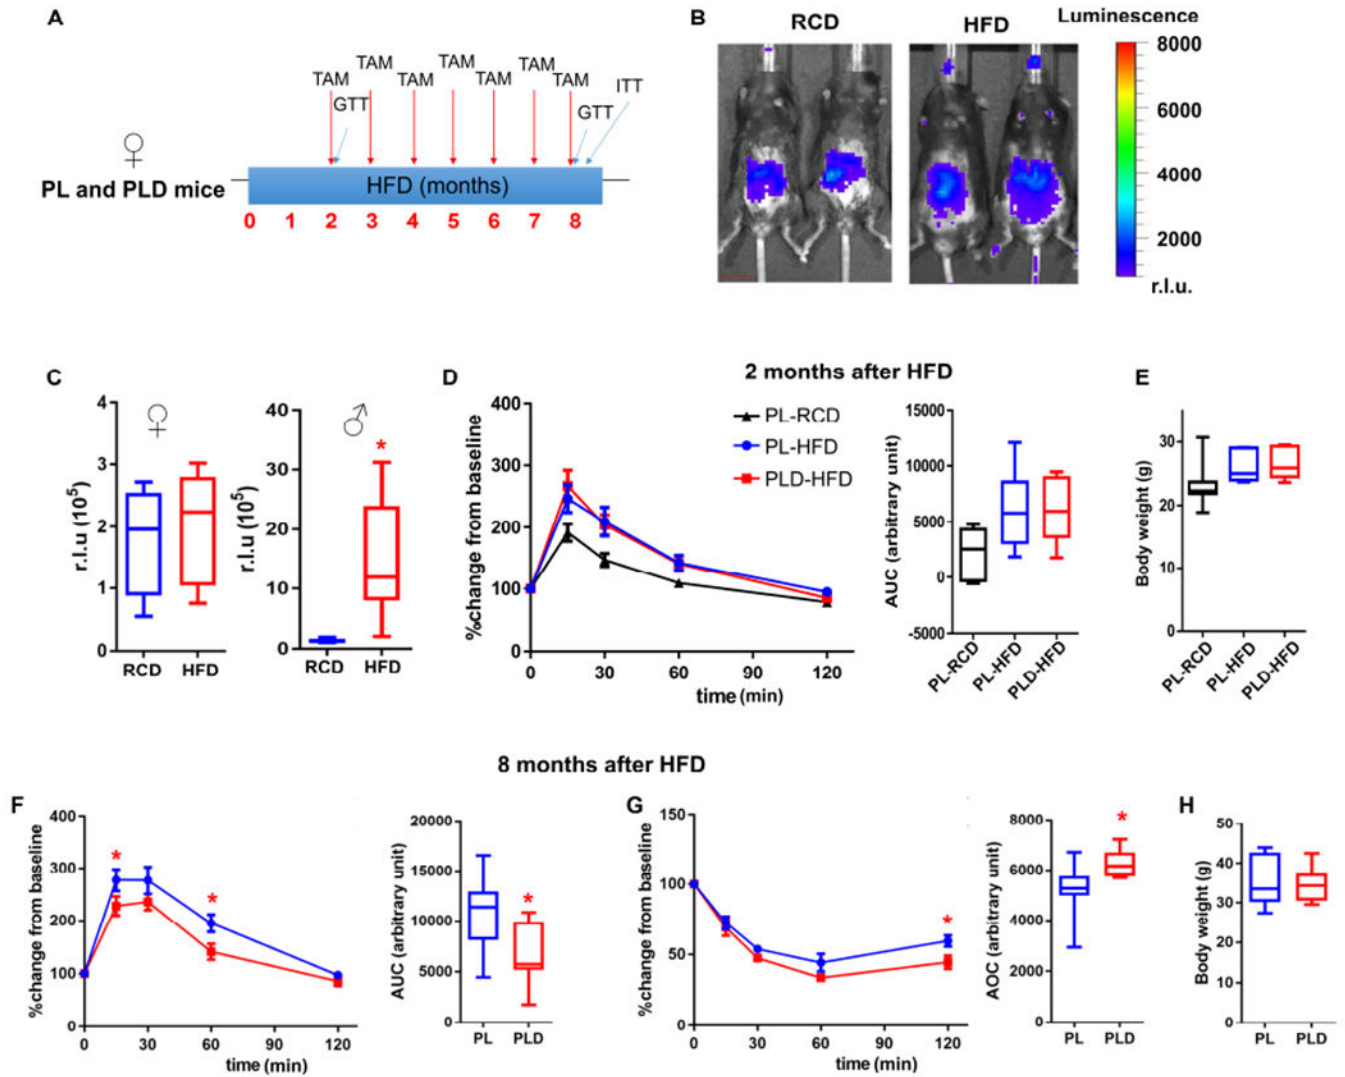 A
TAM TAM TAM TAM TAM TAM TAM
GTT GTT ITT
♀
PL and PLD mice
HFD (months)
0 1 2 3 4 5 6 7 8
B
RCD HFD
Luminescence
8000
6000
4000
2000
r.l.u.
C
♀
r.l.u (10⁵)
4
3
2
1
0
RCD HFD
♂
*
r.l.u (10⁵)
40
30
20
10
0
RCD HFD
2 months after HFD
D
%change from baseline
400
300
200
100
0
0 30 60 90 120
time (min)
PL-RCD
PL-HFD
PLD-HFD
AUC (arbitrary unit)
15000
10000
5000
0
-5000
PL-RCD PL-HFD PLD-HFD
E
Body weight (g)
30
20
10
0
PL-RCD PL-HFD PLD-HFD
8 months after HFD
F
%change from baseline
400
300
200
100
0
* *
0 30 60 90 120
time (min)
AUC (arbitrary unit)
20000
15000
10000
5000
0
*
PL PLD
G
%change from baseline
150
100
50
0
*
0 30 60 90 120
time (min)
AOC (arbitrary unit)
8000
6000
4000
2000
0
*
PL PLD
H
Body weight (g)
50
40
30
20
10
0
PL PLD